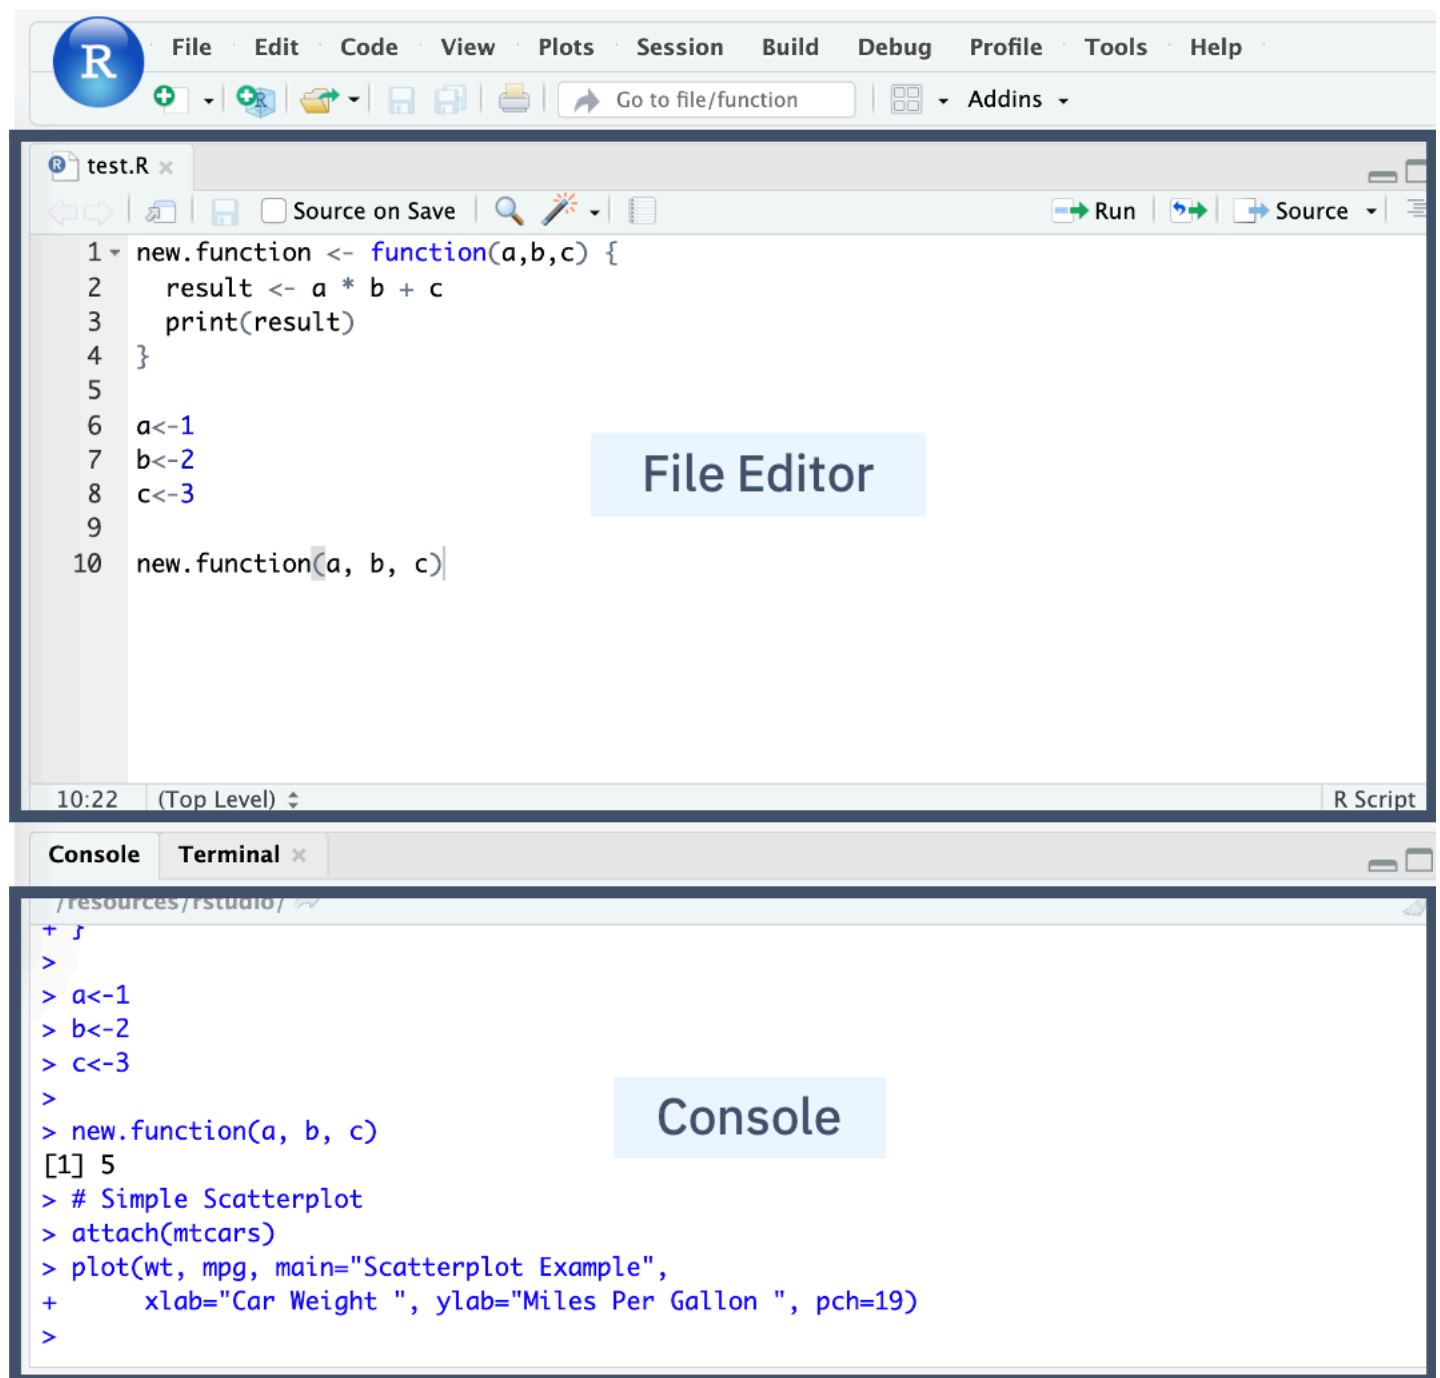 R File Edit Code View Plots Session Build Debug Profile Tools Help
R Go to file/function Addins
R test.R
Source on Save Run Source
1 new.function <- function(a,b,c) {
2   result <- a * b + c
3   print(result)
4 }
5
6 a<-1
7 b<-2
8 c<-3
9
10 new.function(a, b, c)
File Editor
10:22 (Top Level) R Script
Console Terminal
/resources/rstudio/
+ }
>
> a<-1
> b<-2
> c<-3
>
> new.function(a, b, c)
[1] 5
> # Simple Scatterplot
> attach(mtcars)
> plot(wt, mpg, main="Scatterplot Example",
+      xlab="Car Weight ", ylab="Miles Per Gallon ", pch=19)
>
Console